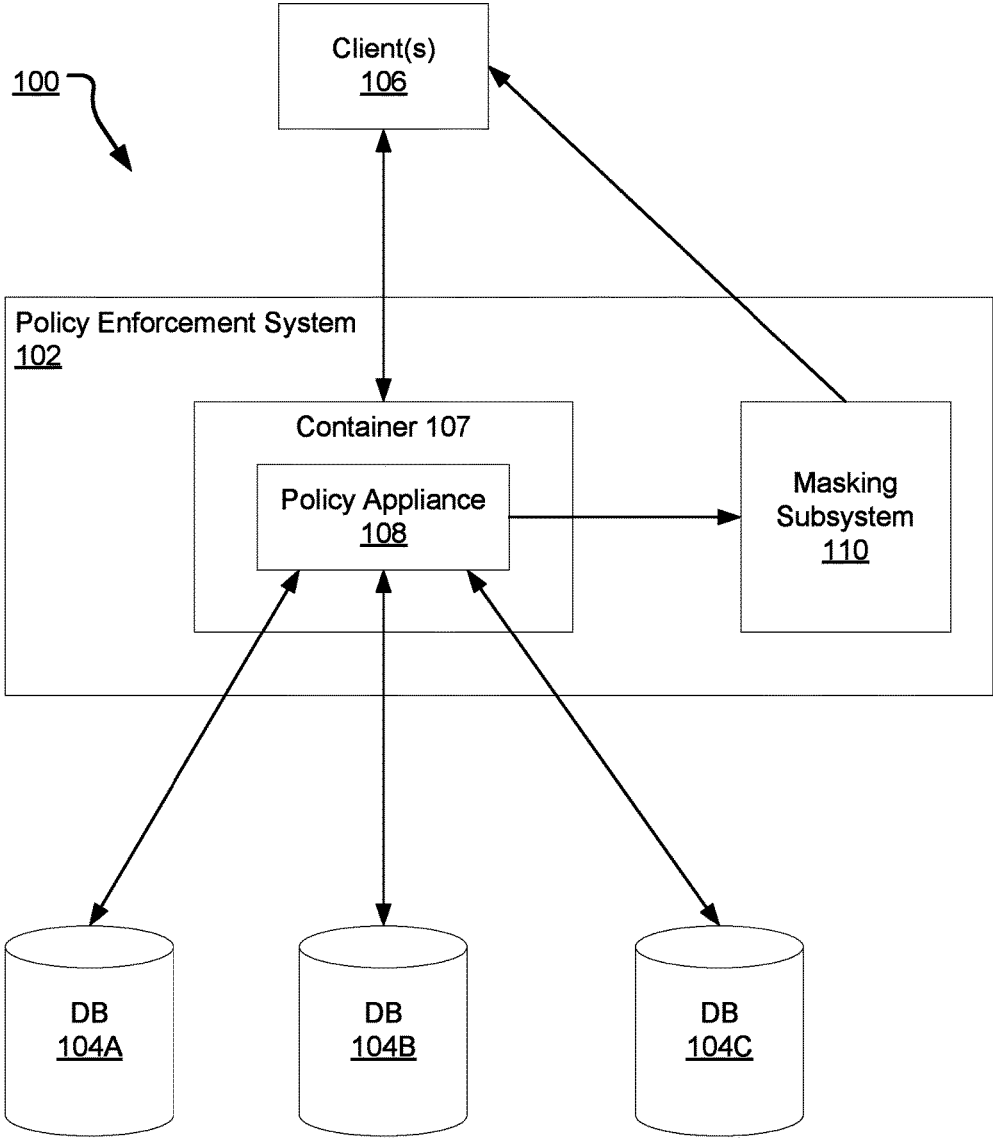 Client(s)
106
100
Policy Enforcement System
102
Container 107
Policy Appliance
108
Masking
Subsystem
110
DB
104A
DB
104B
DB
104C